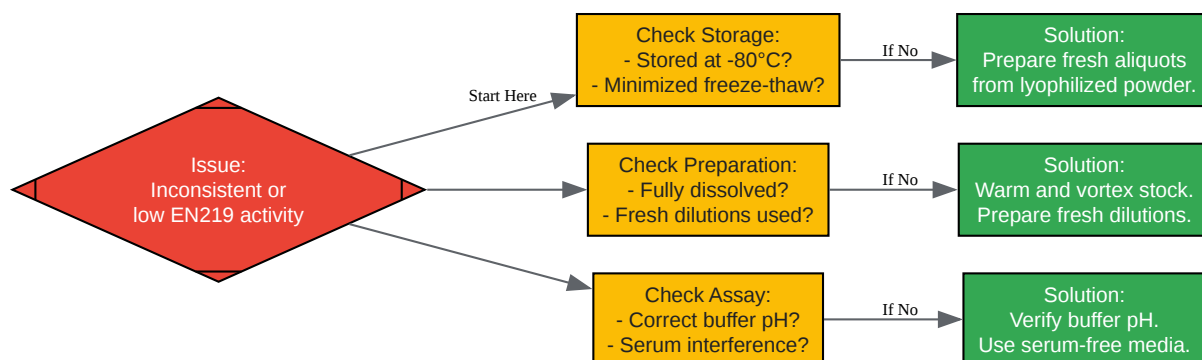 Issue:
Inconsistent or
low EN219 activity
Start Here
Check Storage:
- Stored at -80°C?
- Minimized freeze-thaw?
If No
Solution:
Prepare fresh aliquots
from lyophilized powder.
Check Preparation:
- Fully dissolved?
- Fresh dilutions used?
If No
Solution:
Warm and vortex stock.
Prepare fresh dilutions.
Check Assay:
- Correct buffer pH?
- Serum interference?
If No
Solution:
Verify buffer pH.
Use serum-free media.